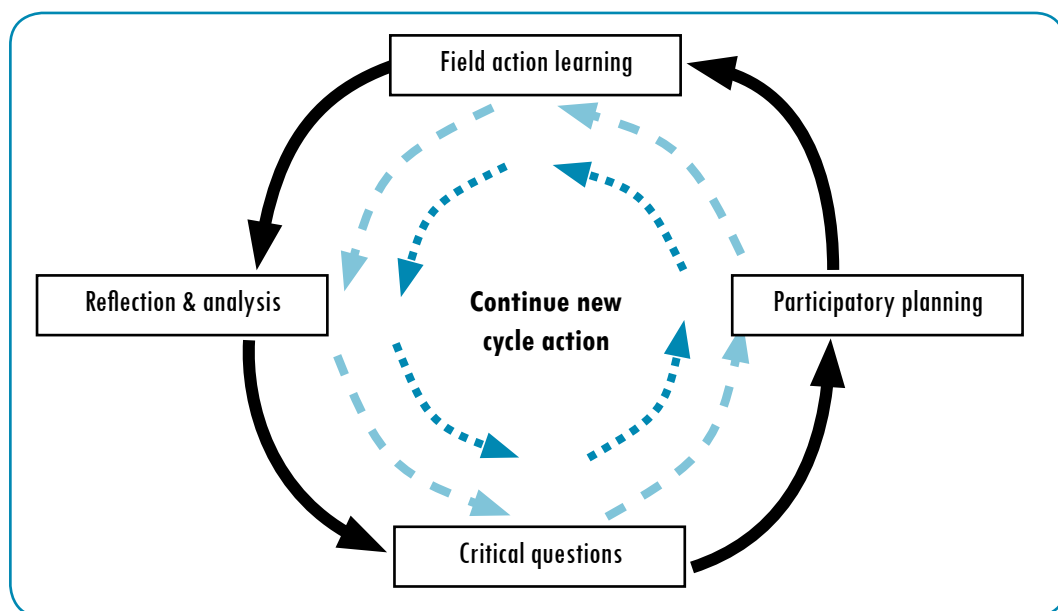 Field action learning
Reflection & analysis
Continue new
cycle action
Participatory planning
Critical questions